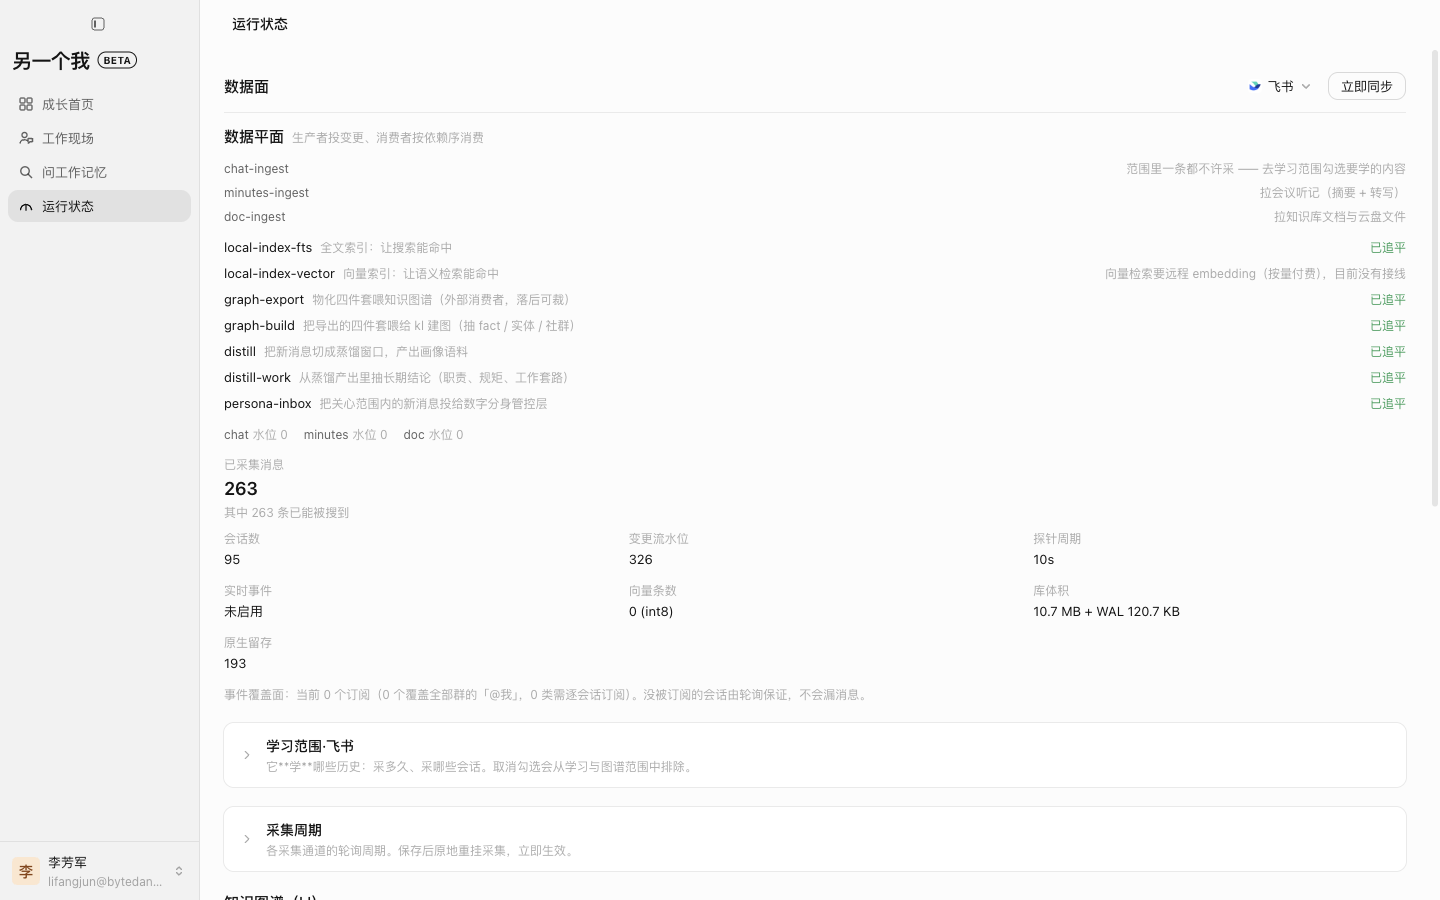 运行状态
另一个我 BETA
成长首页
工作现场
问工作记忆
运行状态
数据面
飞书
立即同步
数据平面 生产者投变更、消费者按依赖序消费
chat-ingest 范围里一条都不许采 —— 去学习范围勾选要学的内容
minutes-ingest 拉会议听记（摘要 + 转写）
doc-ingest 拉知识库文档与云盘文件
local-index-fts 全文索引：让搜索能命中 已追平
local-index-vector 向量索引：让语义检索能命中 向量检索要远程 embedding（按量付费），目前没有接线
graph-export 物化四件套喂知识图谱（外部消费者，落后可裁） 已追平
graph-build 把导出的四件套喂给 kl 建图（抽 fact / 实体 / 社群） 已追平
distill 把新消息切成蒸馏窗口，产出画像语料 已追平
distill-work 从蒸馏产出里抽长期结论（职责、规矩、工作套路） 已追平
persona-inbox 把关心范围内的新消息投给数字分身管控层 已追平
chat 水位 0 minutes 水位 0 doc 水位 0
已采集消息
263
其中 263 条已能被搜到
会话数 变更流水位 探针周期
95 326 10s
实时事件 向量条数 库体积
未启用 0 (int8) 10.7 MB + WAL 120.7 KB
原生留存
193
事件覆盖面：当前 0 个订阅（0 个覆盖全部群的「@我」，0 类需逐会话订阅）。没被订阅的会话由轮询保证，不会漏消息。
学习范围·飞书
它**学**哪些历史：采多久、采哪些会话。取消勾选会从学习与图谱范围中排除。
采集周期
各采集通道的轮询周期。保存后原地重挂采集，立即生效。
李
李芳军
lifangjun@bytedan...